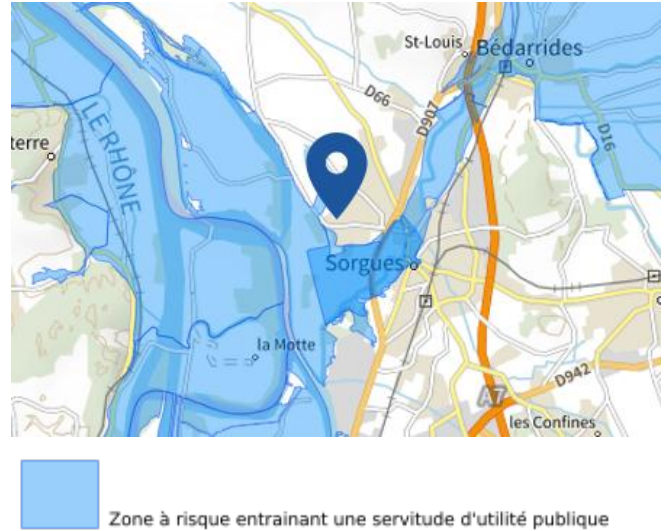 St-Louis
Bédarrides
D66
D907
LE RHÔNE
terre
D16
Sorgues
la Motte
D942
A7
les Confines
Zone à risque entrainant une servitude d'utilité publique